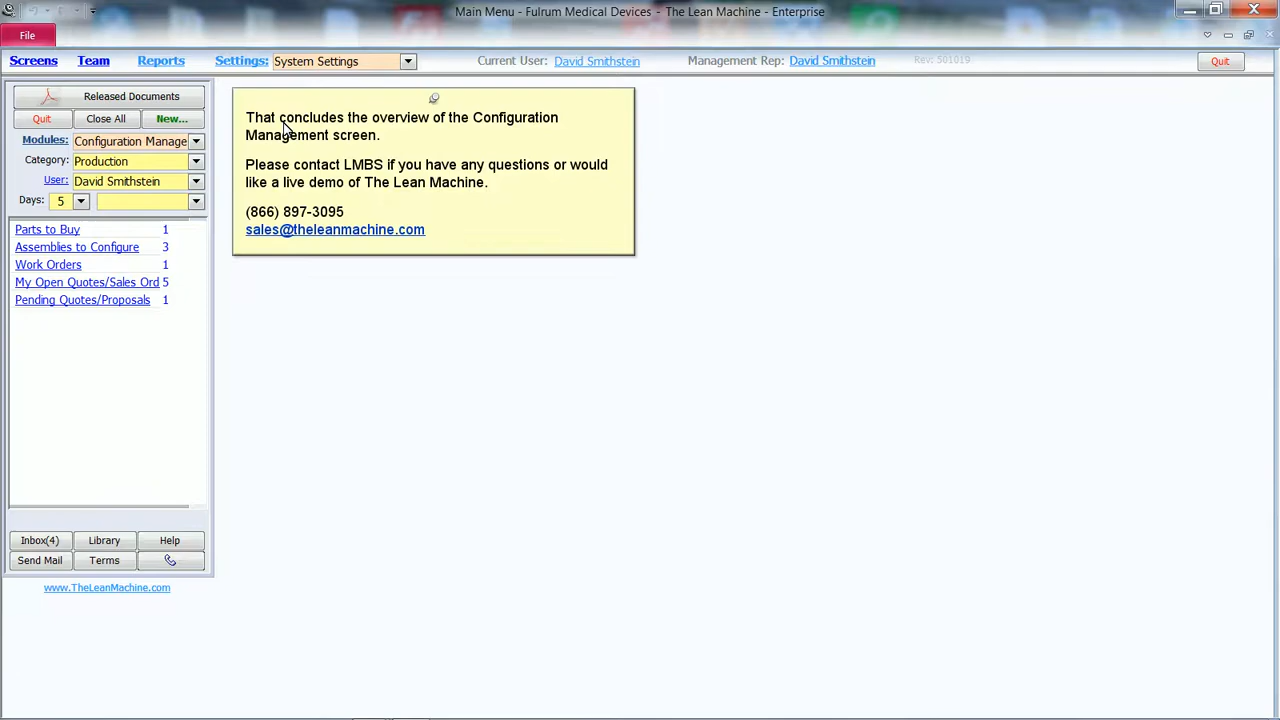 Main Menu - Fulrum Medical Devices - The Lean Machine - Enterprise
File
Screens Team Reports Settings: System Settings Current User: David Smithstein Management Rep: David Smithstein Rev: 501019 Quit
Released Documents
Quit Close All New...
Modules: Configuration Manage
Category: Production
User: David Smithstein
Days: 5
Parts to Buy 1
Assemblies to Configure 3
Work Orders 1
My Open Quotes/Sales Ord 5
Pending Quotes/Proposals 1
Inbox(4) Library Help
Send Mail Terms
www.TheLeanMachine.com
That concludes the overview of the Configuration
Management screen.
Please contact LMBS if you have any questions or would
like a live demo of The Lean Machine.
(866) 897-3095
sales@theleanmachine.com